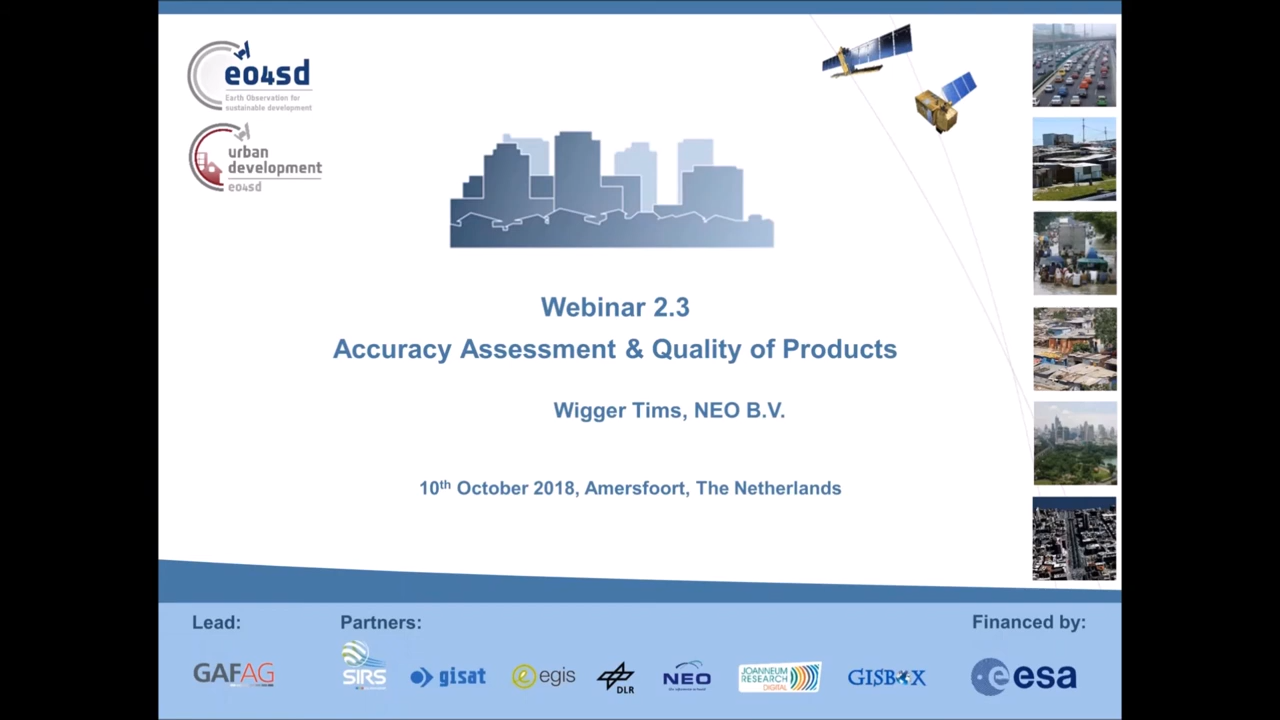 eo4sd
Earth Observation for
sustainable development
urban
development
eo4sd
Webinar 2.3
Accuracy Assessment & Quality of Products
Wigger Tims, NEO B.V.
10th October 2018, Amersfoort, The Netherlands
Lead:
Partners:
Financed by:
GAFAG
SIRS
gisat
egis
DLR
NEO
JOANNEUM
RESEARCH
DIGITAL
GISBOX
esa